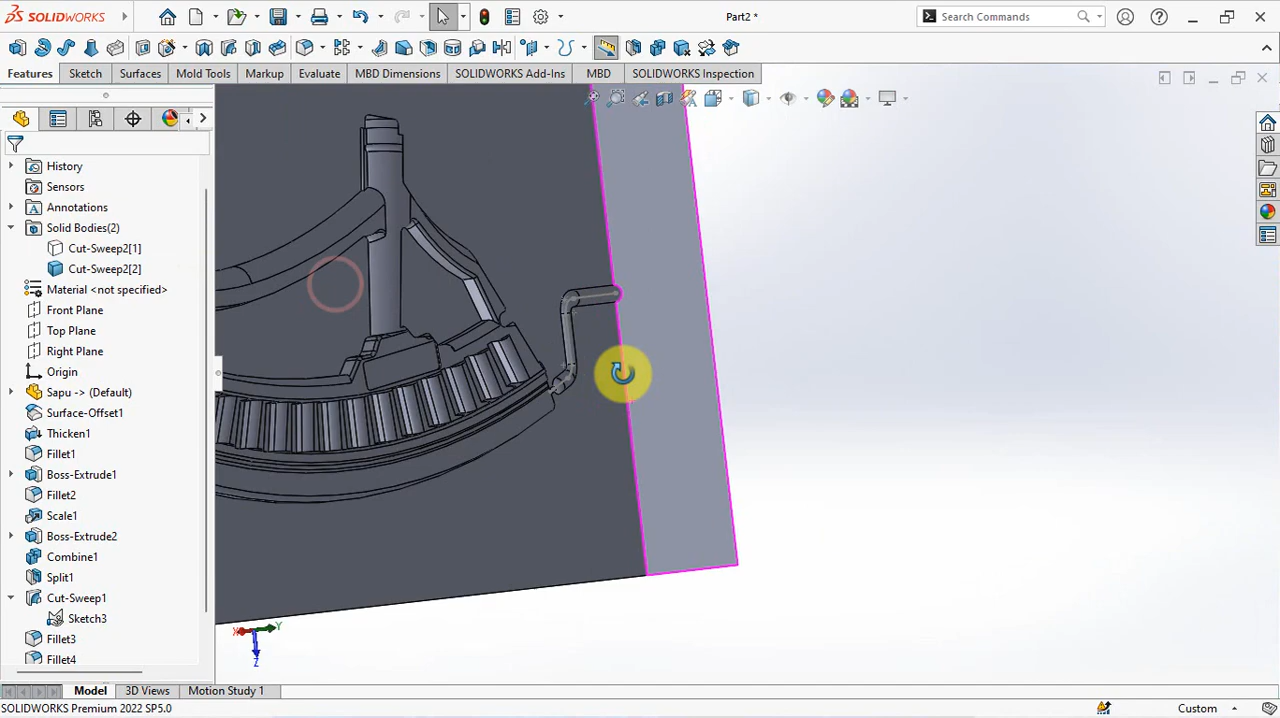 SOLIDWORKS
Part2 *
Search Commands
Features
Sketch
Surfaces
Mold Tools
Markup
Evaluate
MBD Dimensions
SOLIDWORKS Add-Ins
MBD
SOLIDWORKS Inspection
History
Sensors
Annotations
Solid Bodies(2)
Cut-Sweep2[1]
Cut-Sweep2[2]
Material <not specified>
Front Plane
Top Plane
Right Plane
Origin
Sapu -> (Default)
Surface-Offset1
Thicken1
Fillet1
Boss-Extrude1
Fillet2
Scale1
Boss-Extrude2
Combine1
Split1
Cut-Sweep1
Sketch3
Fillet3
Fillet4
X
Y
Z
Model
3D Views
Motion Study 1
SOLIDWORKS Premium 2022 SP5.0
Custom